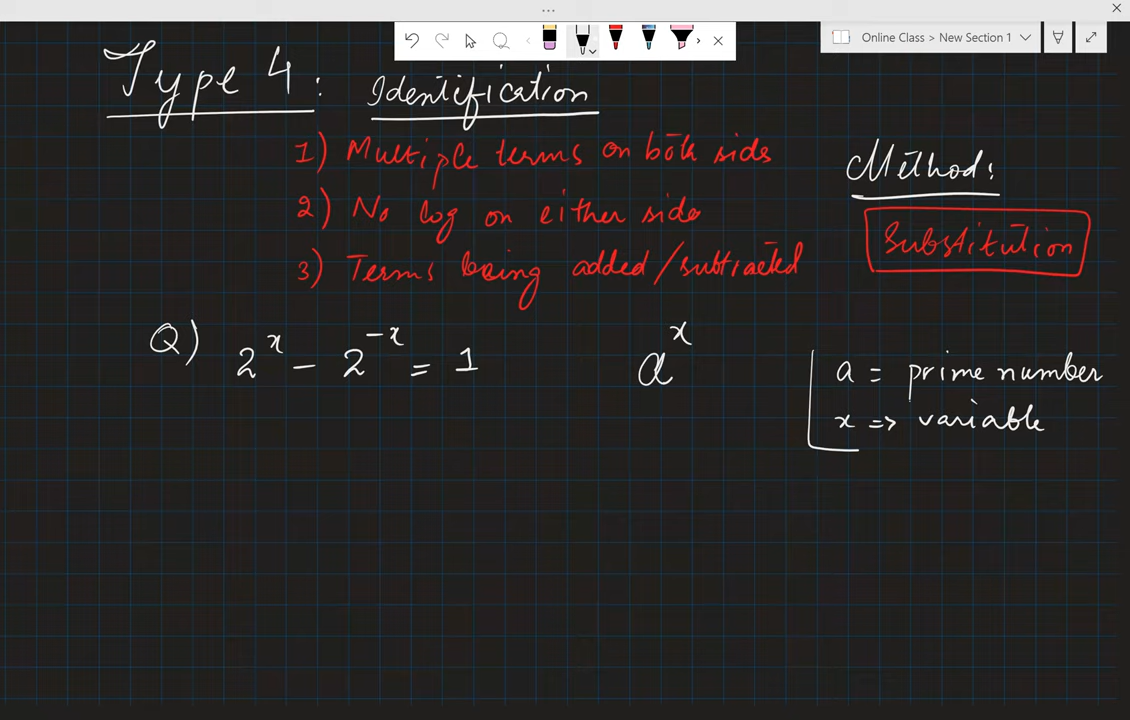 Online Class > New Section 1
Type 4: Identification
1) Multiple terms on both sides
2) No log on either side
3) Terms being added/subtracted
Method:
Substitution
Q) 2^x - 2^-x = 1
a^x
a = prime number
x => variable